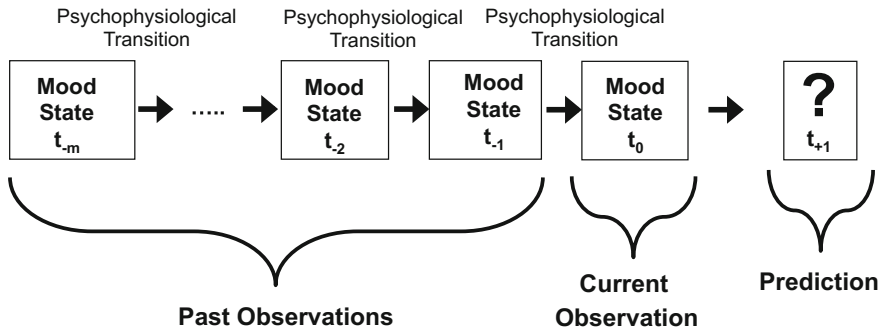 Psychophysiological
Transition
Psychophysiological
Transition
Psychophysiological
Transition
Mood
State
t-m
.....
Mood
State
t-2
Mood
State
t-1
Mood
State
t0
?
t+1
Past Observations
Current
Observation
Prediction